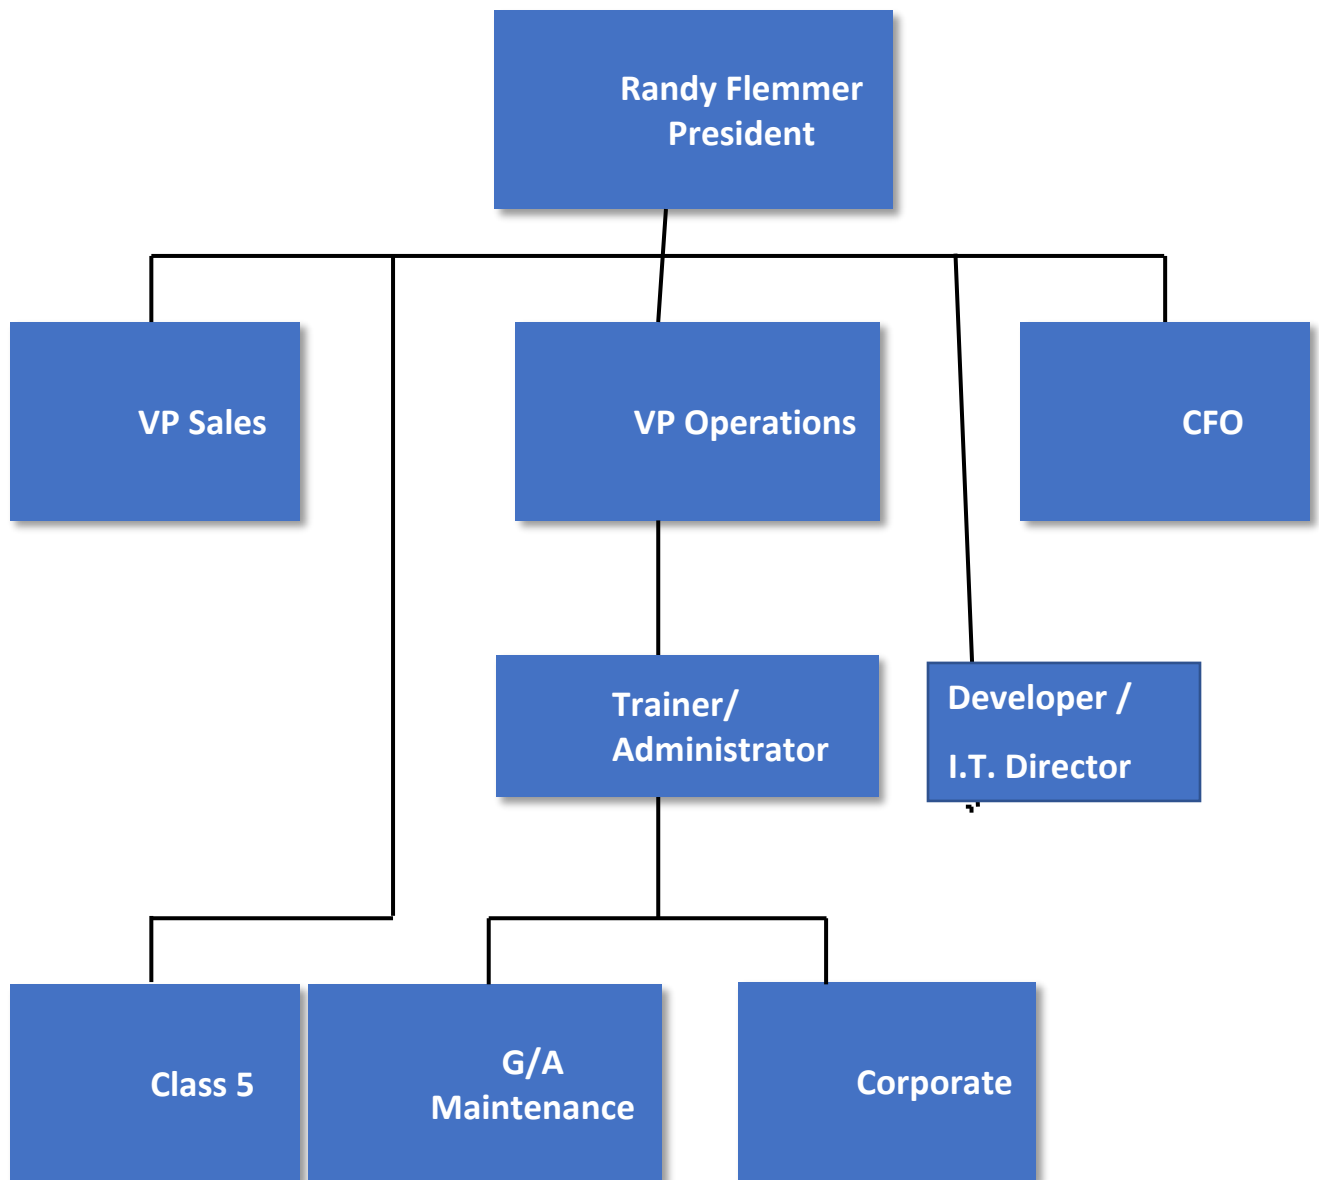 Randy Flemmer
President
VP Sales
VP Operations
CFO
Trainer/
Administrator
Developer /
I.T. Director
Class 5
G/A
Maintenance
Corporate